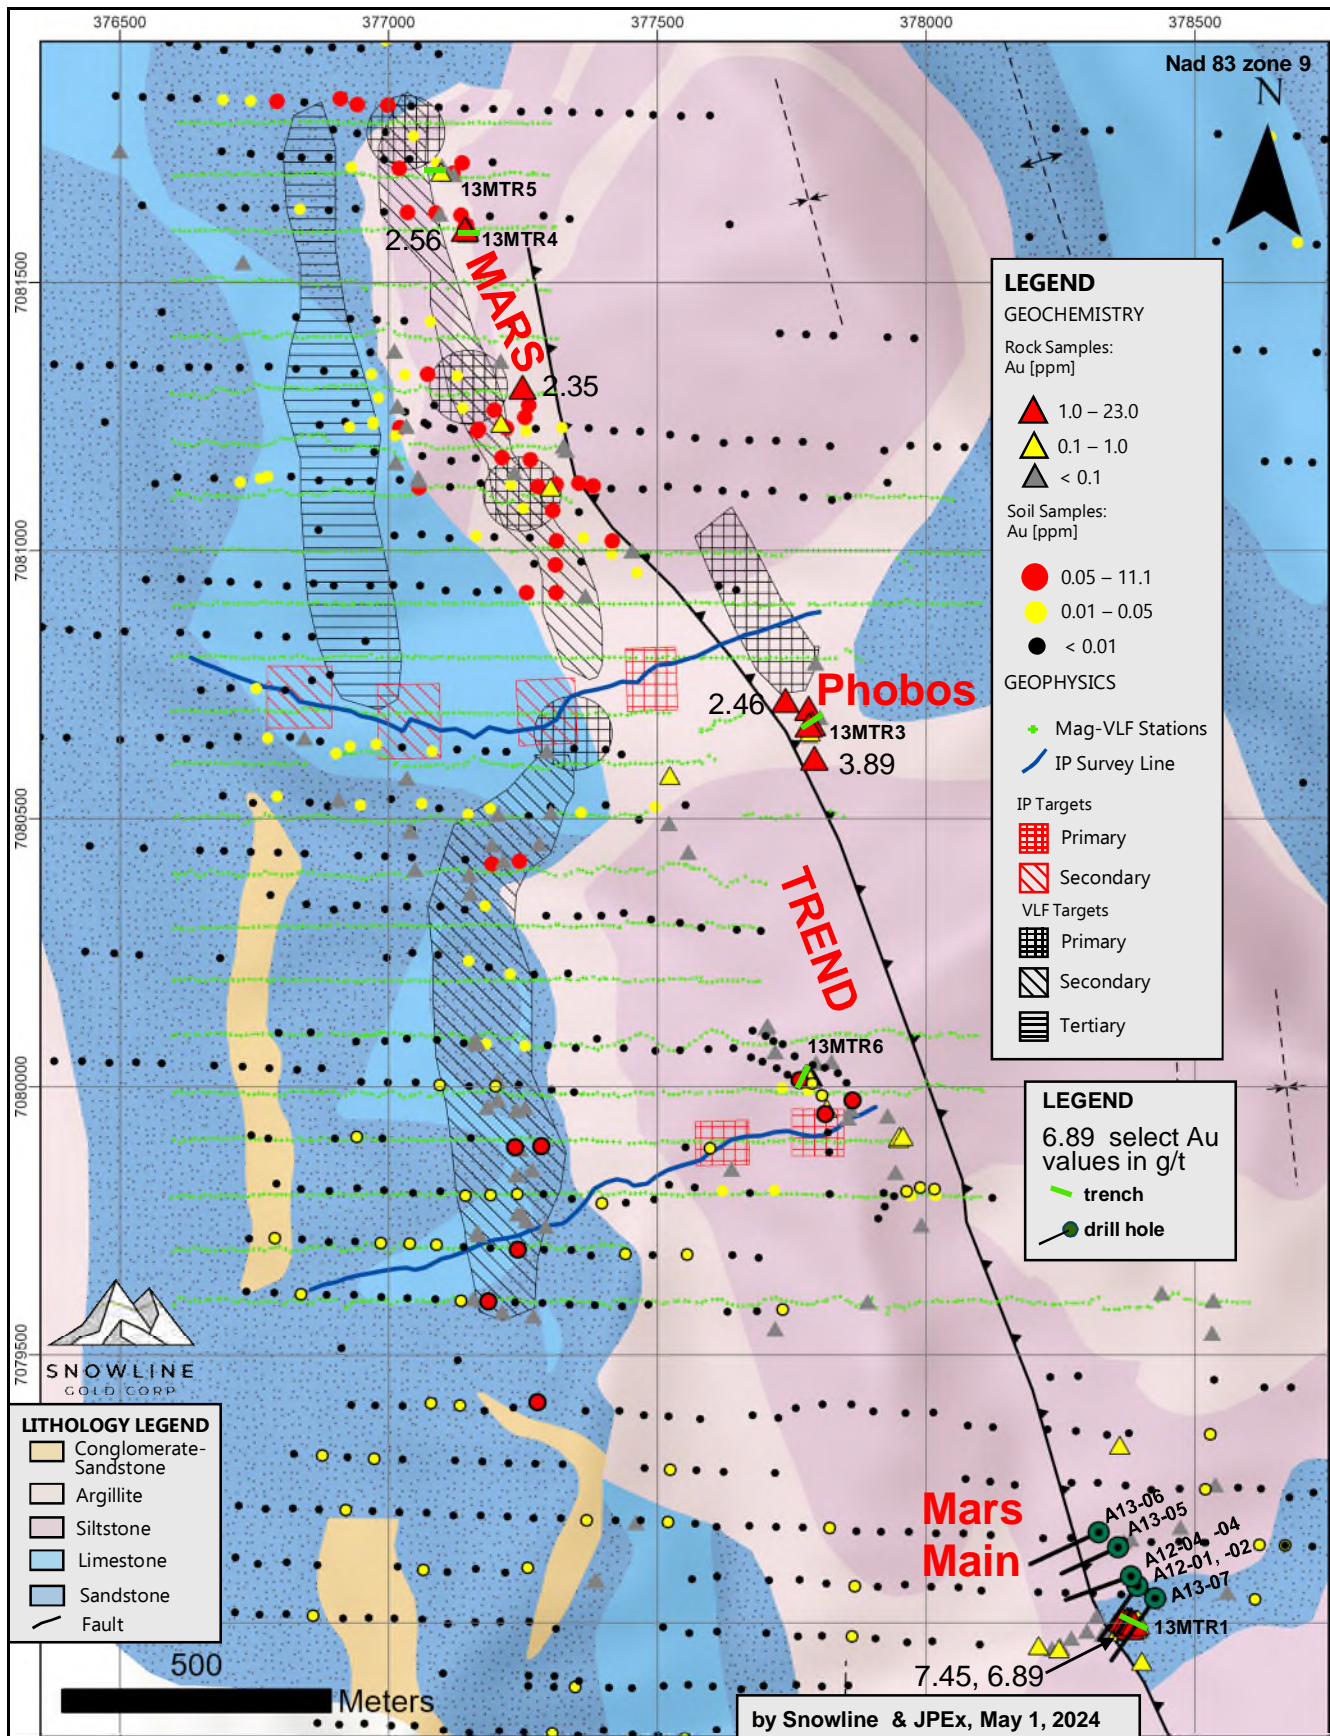 376500
377000
377500
378000
378500
Nad 83 zone 9
N
7081500
7081000
7080500
7080000
7079500
13MTR5
2.56
13MTR4
MARS
2.35
Phobos
2.46
13MTR3
3.89
TREND
13MTR6
LEGEND
GEOCHEMISTRY
Rock Samples:
Au [ppm]
1.0 – 23.0
0.1 – 1.0
< 0.1
Soil Samples:
Au [ppm]
0.05 – 11.1
0.01 – 0.05
< 0.01
GEOPHYSICS
Mag-VLF Stations
IP Survey Line
IP Targets
Primary
Secondary
VLF Targets
Primary
Secondary
Tertiary
LEGEND
6.89 select Au
values in g/t
trench
drill hole
SNOWLINE
GOLD CORP
LITHOLOGY LEGEND
Conglomerate-
Sandstone
Argillite
Siltstone
Limestone
Sandstone
Fault
Mars
Main
A13-06
A13-05
A12-04, -04
A12-01, -02
A13-07
13MTR1
7.45, 6.89
500
Meters
by Snowline & JPEx, May 1, 2024